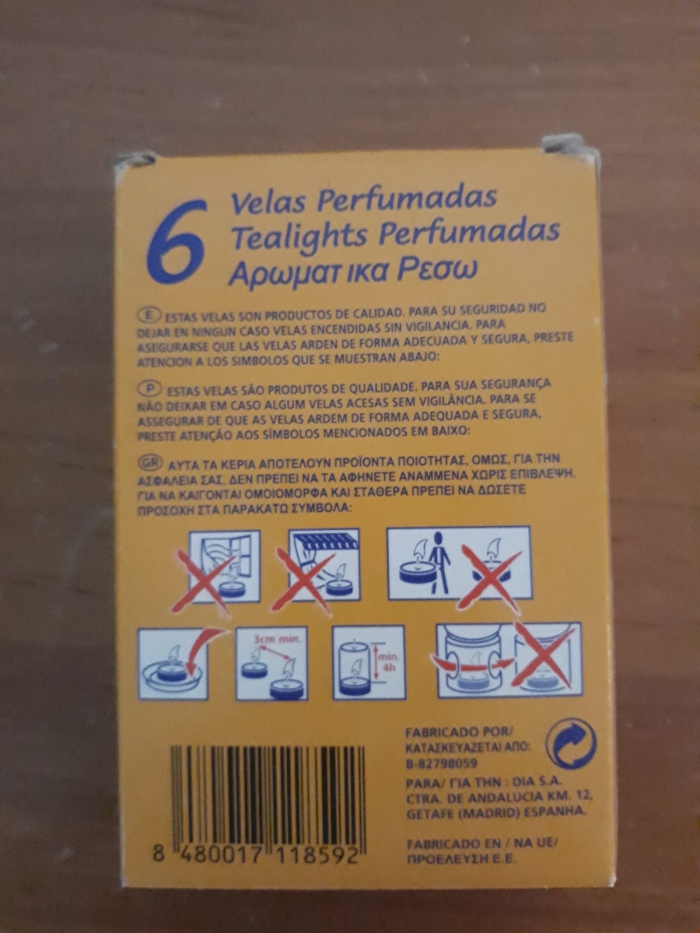 6
Velas Perfumadas
Tealights Perfumadas
Αρωματικα Ρεσω
E ESTAS VELAS SON PRODUCTOS DE CALIDAD. PARA SU SEGURIDAD NO
DEJAR EN NINGUN CASO VELAS ENCENDIDAS SIN VIGILANCIA. PARA
ASEGURARSE QUE LAS VELAS ARDEN DE FORMA ADECUADA Y SEGURA, PRESTE
ATENCION A LOS SIMBOLOS QUE SE MUESTRAN ABAJO:
P ESTAS VELAS SÃO PRODUTOS DE QUALIDADE. PARA SUA SEGURANÇA
NÃO DEIXAR EM CASO ALGUM VELAS ACESAS SEM VIGILÂNCIA. PARA SE
ASSEGURAR DE QUE AS VELAS ARDEM DE FORMA ADEQUADA E SEGURA,
PRESTE ATENÇÃO AOS SÍMBOLOS MENCIONADOS EM BAIXO:
GR ΑΥΤΑ ΤΑ ΚΕΡΙΑ ΑΠΟΤΕΛΟΥΝ ΠΡΟΪΟΝΤΑ ΠΟΙΟΤΗΤΑΣ, ΟΜΩΣ, ΓΙΑ ΤΗΝ
ΑΣΦΑΛΕΙΑ ΣΑΣ, ΔΕΝ ΠΡΕΠΕΙ ΝΑ ΤΑ ΑΦΗΝΕΤΕ ΑΝΑΜΜΕΝΑ ΧΩΡΙΣ ΕΠΙΒΛΕΨΗ.
ΓΙΑ ΝΑ ΚΑΙΓΟΝΤΑΙ ΟΜΟΙΟΜΟΡΦΑ ΚΑΙ ΣΤΑΘΕΡΑ ΠΡΕΠΕΙ ΝΑ ΔΩΣΕΤΕ
ΠΡΟΣΟΧΗ ΣΤΑ ΠΑΡΑΚΑΤΩ ΣΥΜΒΟΛΑ:
3cm min.
min.
4h
FABRICADO POR/
ΚΑΤΑΣΚΕΥΑΖΕΤΑΙ ΑΠΟ:
B-82798059
PARA/ ΓΙΑ ΤΗΝ : DIA S.A.
CTRA. DE ANDALUCIA KM. 12,
GETAFE (MADRID) ESPANHA.
FABRICADO EN / NA UE/
ΠΡΟΕΛΕΥΣΗ Ε.Ε.
8 480017 118592